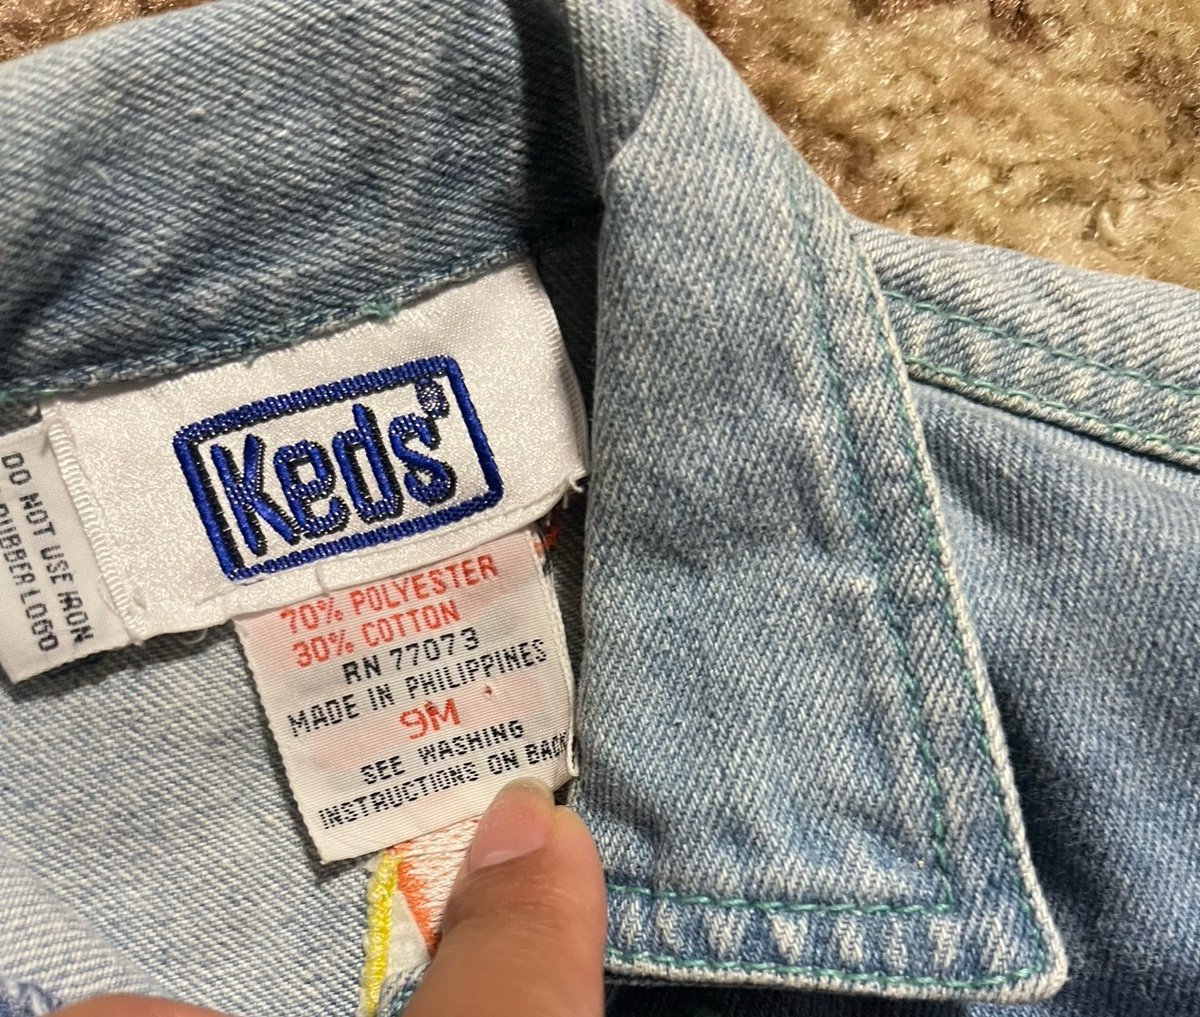 Keds®
DO NOT USE IRON
RUBBER LOGO
70% POLYESTER
30% COTTON
RN 77073
MADE IN PHILIPPINES
9M
SEE WASHING
INSTRUCTIONS ON BACK